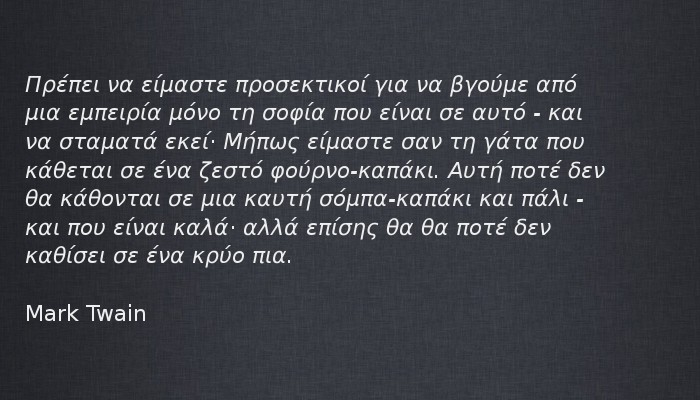 Πρέπει να είμαστε προσεκτικοί για να βγούμε από
μια εμπειρία μόνο τη σοφία που είναι σε αυτό - και
να σταματά εκεί· Μήπως είμαστε σαν τη γάτα που
κάθεται σε ένα ζεστό φούρνο-καπάκι. Αυτή ποτέ δεν
θα κάθονται σε μια καυτή σόμπα-καπάκι και πάλι -
και που είναι καλά· αλλά επίσης θα θα ποτέ δεν
καθίσει σε ένα κρύο πια.
Mark Twain